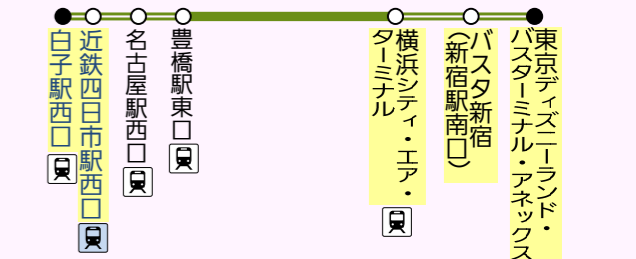 白子駅西口
近鉄四日市駅西口
名古屋駅西口
豊橋駅東口
横浜シティ・エア・
ターミナル
バスタ新宿
（新宿駅南口）
東京ディズニーランド・
バスターミナル・アネックス